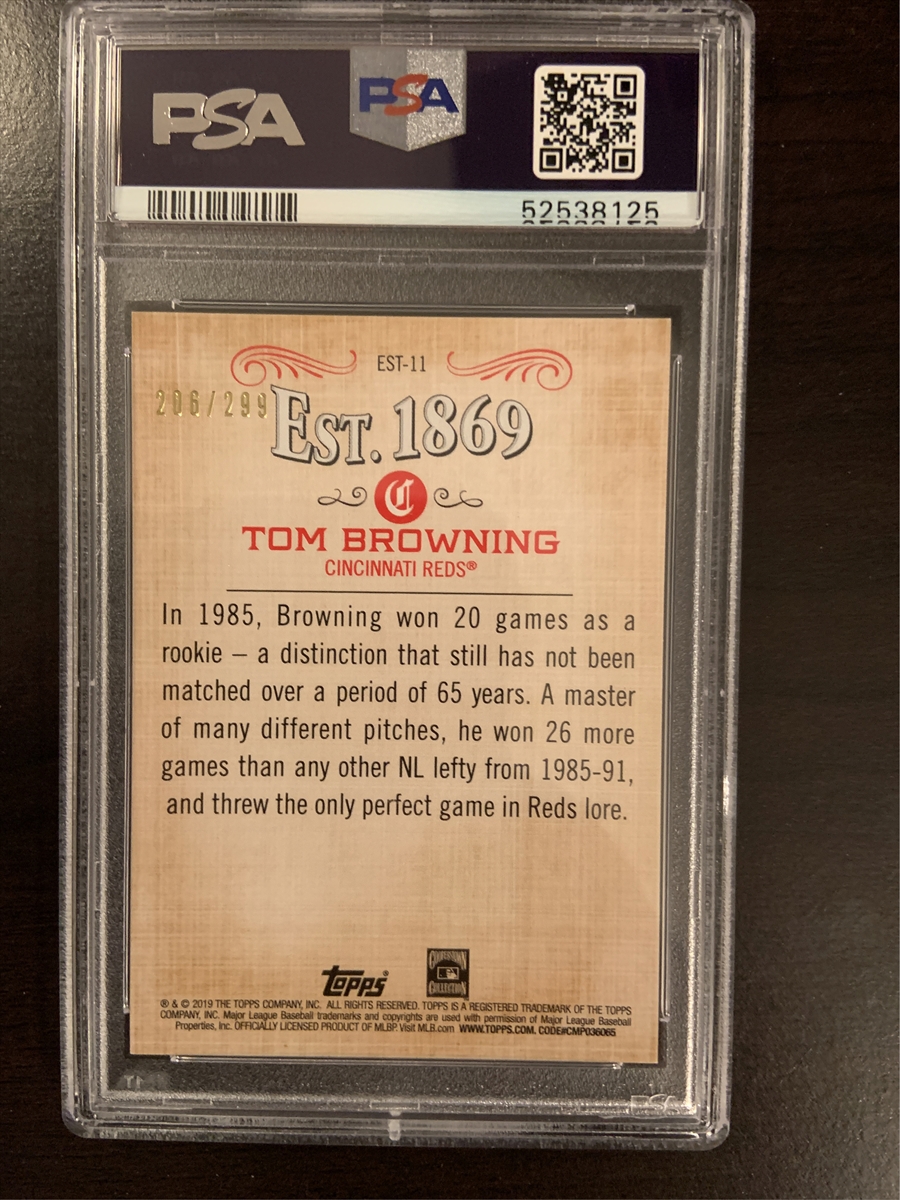 PSA
PSA
52538125
EST-11
206/299
EST. 1869
C
TOM BROWNING
CINCINNATI REDS®
In 1985, Browning won 20 games as a
rookie – a distinction that still has not been
matched over a period of 65 years. A master
of many different pitches, he won 26 more
games than any other NL lefty from 1985-91,
and threw the only perfect game in Reds lore.
topps®
COOPERSTOWN
COLLECTION
® & © 2019 THE TOPPS COMPANY, INC. ALL RIGHTS RESERVED. TOPPS IS A REGISTERED TRADEMARK OF THE TOPPS
COMPANY, INC. Major League Baseball trademarks and copyrights are used with permission of Major League Baseball
Properties, Inc. OFFICIALLY LICENSED PRODUCT OF MLBP Visit MLB.com WWW.TOPPS.COM. CODE#CMP036065
PSA